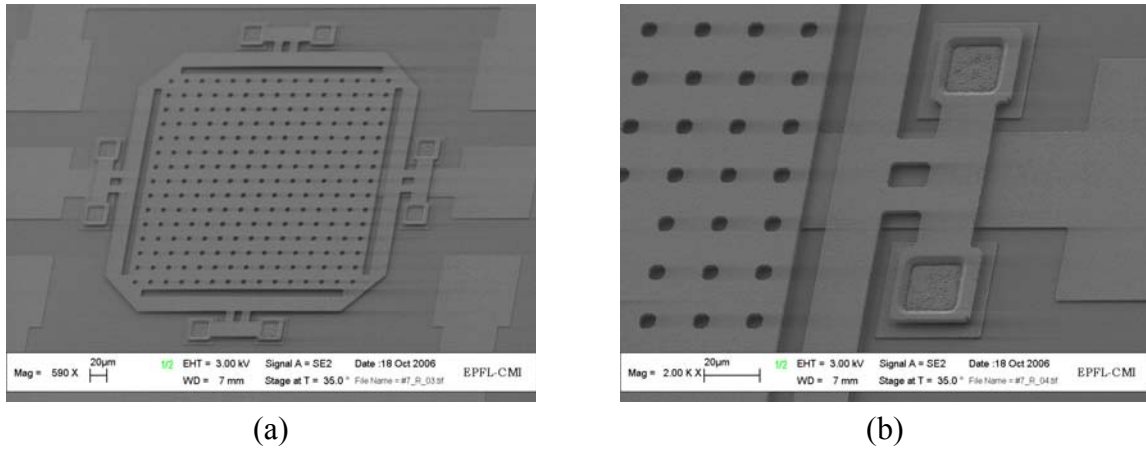 Mag = 590 X 20µm 1/2 EHT = 3.00 kV Signal A = SE2 Date :18 Oct 2006
WD = 7 mm Stage at T = 35.0 ° File Name = #7_R_03.tif EPFL-CMI
Mag = 2.00 K X 20µm 1/2 EHT = 3.00 kV Signal A = SE2 Date :18 Oct 2006
WD = 7 mm Stage at T = 35.0 ° File Name = #7_R_04.tif EPFL-CMI
(a)
(b)